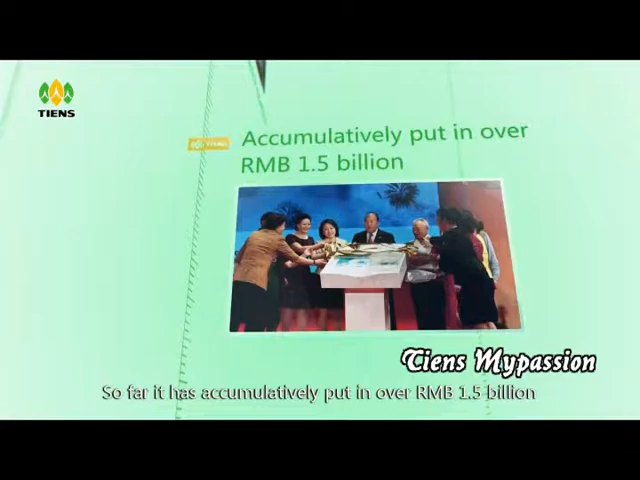 TIENS
Accumulatively put in over
RMB 1.5 billion
Tiens Mypassion
So far it has accumulatively put in over RMB 1.5 billion